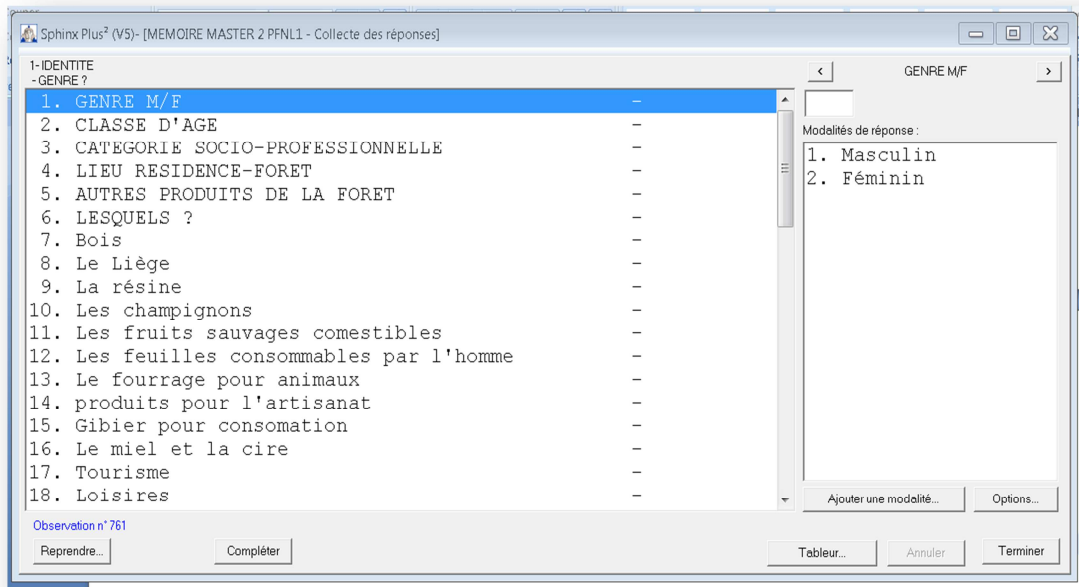 Sphinx Plus² (V5)- [MEMOIRE MASTER 2 PFNL1 - Collecte des réponses]
1- IDENTITE
- GENRE ?
< GENRE M/F >
1. GENRE M/F -
2. CLASSE D'AGE -
3. CATEGORIE SOCIO-PROFESSIONNELLE -
4. LIEU RESIDENCE-FORET -
5. AUTRES PRODUITS DE LA FORET -
6. LESQUELS ? -
7. Bois -
8. Le Liège -
9. La résine -
10. Les champignons -
11. Les fruits sauvages comestibles -
12. Les feuilles consommables par l'homme -
13. Le fourrage pour animaux -
14. produits pour l'artisanat -
15. Gibier pour consomation -
16. Le miel et la cire -
17. Tourisme -
18. Loisires -
Modalités de réponse :
1. Masculin
2. Féminin
Ajouter une modalité... Options...
Observation n° 761
Reprendre... Compléter Tableur... Annuler Terminer